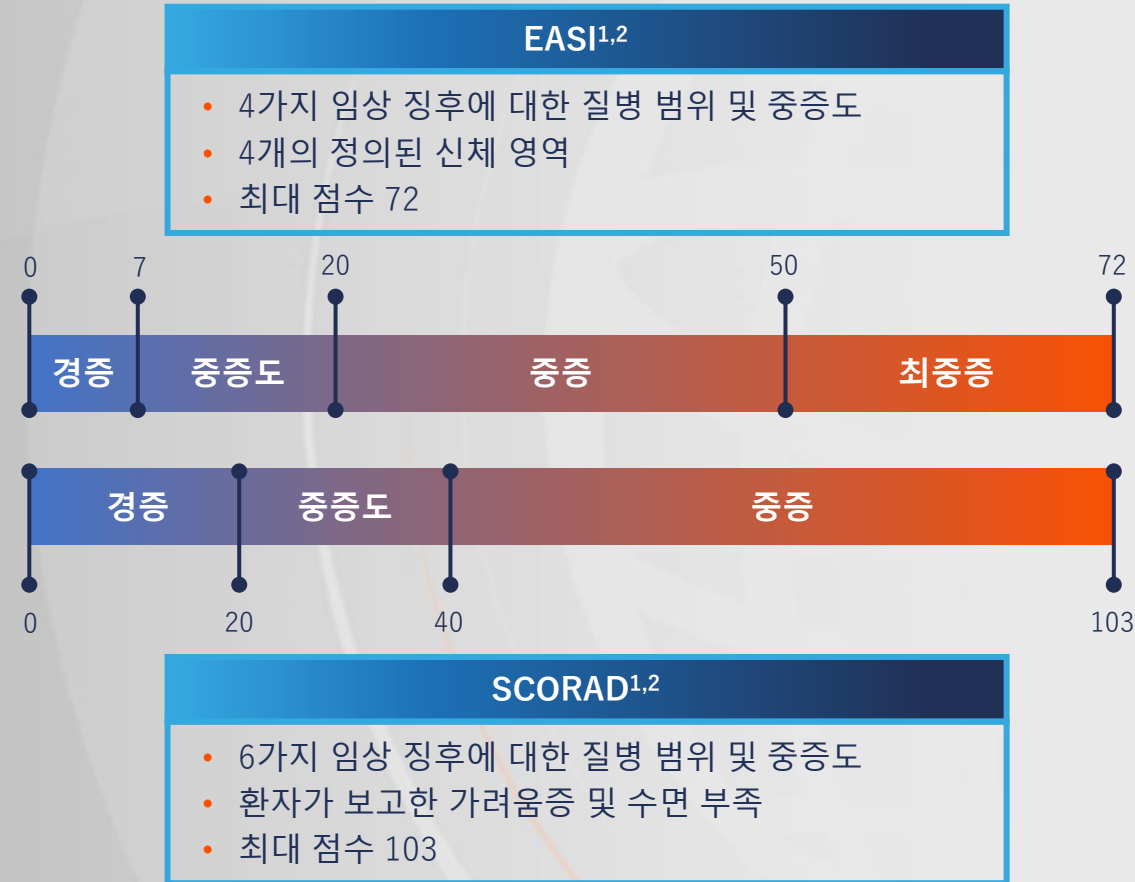 EASI1,2
• 4가지 임상 징후에 대한 질병 범위 및 중증도
• 4개의 정의된 신체 영역
• 최대 점수 72
0 7 20 50 72
경증 중증도 중증 최중증
경증 중증도 중증
0 20 40 103
SCORAD1,2
• 6가지 임상 징후에 대한 질병 범위 및 중증도
• 환자가 보고한 가려움증 및 수면 부족
• 최대 점수 103